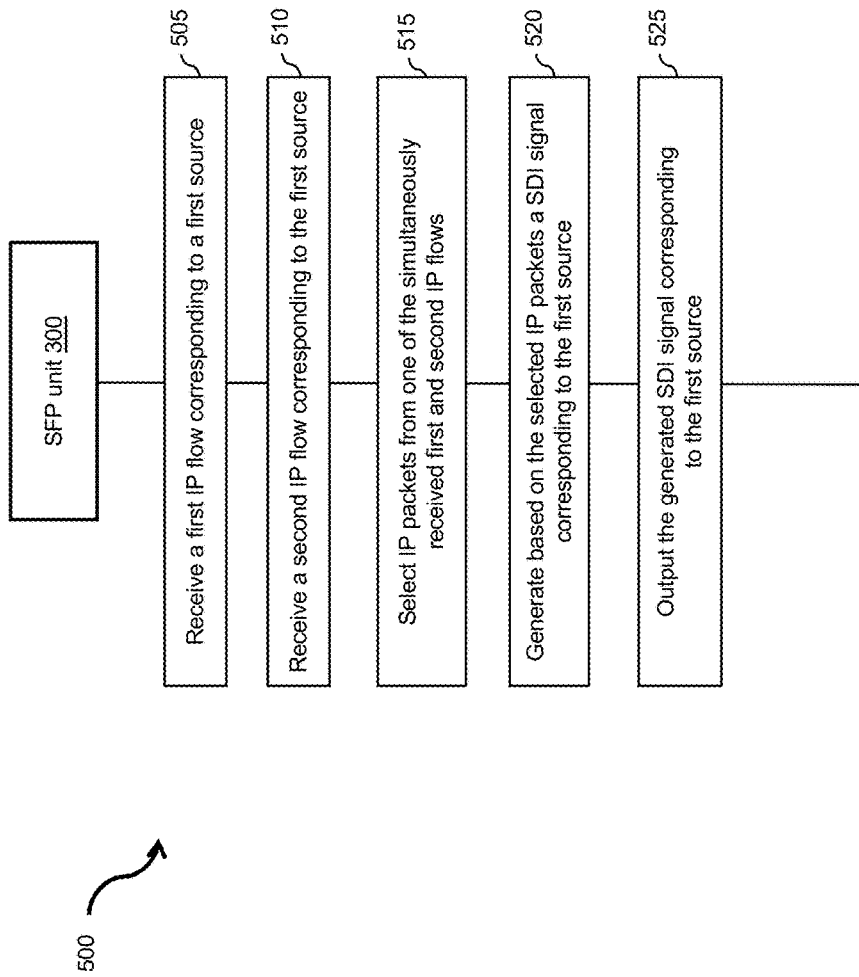 500
SFP unit 300
Receive a first IP flow corresponding to a first source
505
Receive a second IP flow corresponding to the first source
510
Select IP packets from one of the simultaneously
received first and second IP flows
515
Generate based on the selected IP packets a SDI signal
corresponding to the first source
520
Output the generated SDI signal corresponding
to the first source
525